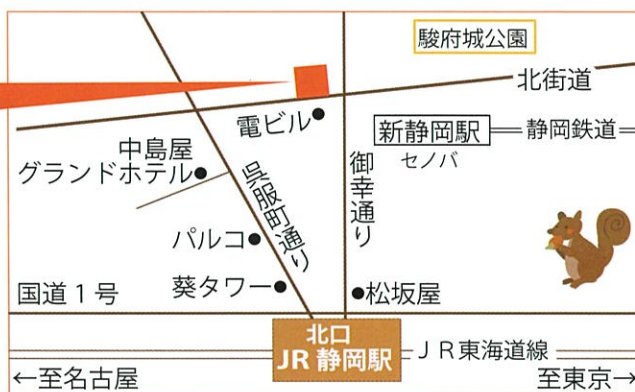 駿府城公園
北街道
電ビル
新静岡駅
静岡鉄道
セノバ
中島屋
グランドホテル
呉服町通り
御幸通り
パルコ
葵タワー
松坂屋
国道1号
北口
JR 静岡駅
JR東海道線
←至名古屋
至東京→